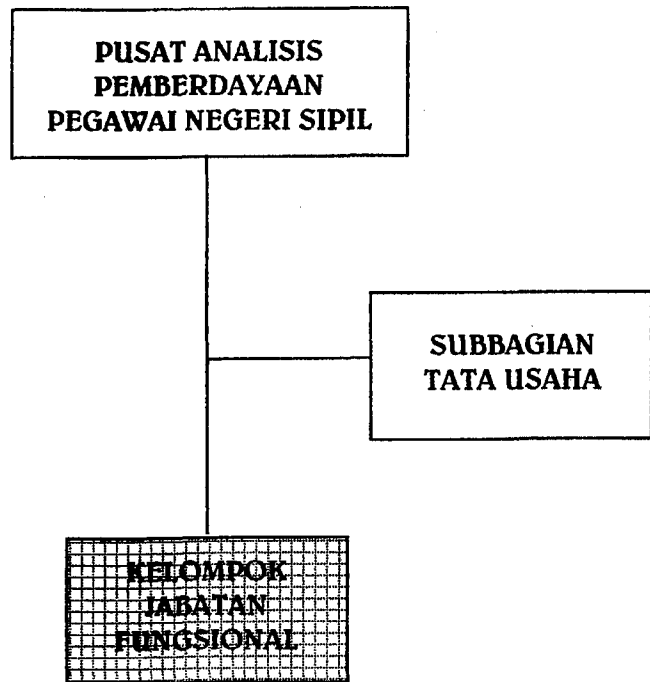 PUSAT ANALISIS
PEMBERDAYAAN
PEGAWAI NEGERI SIPIL
SUBBAGIAN
TATA USAHA
KELOMPOK
JABATAN
FUNGSIONAL